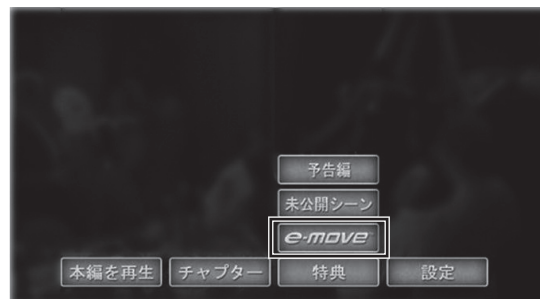 予告編
未公開シーン
e-move
本編を再生 チャプター 特典 設定